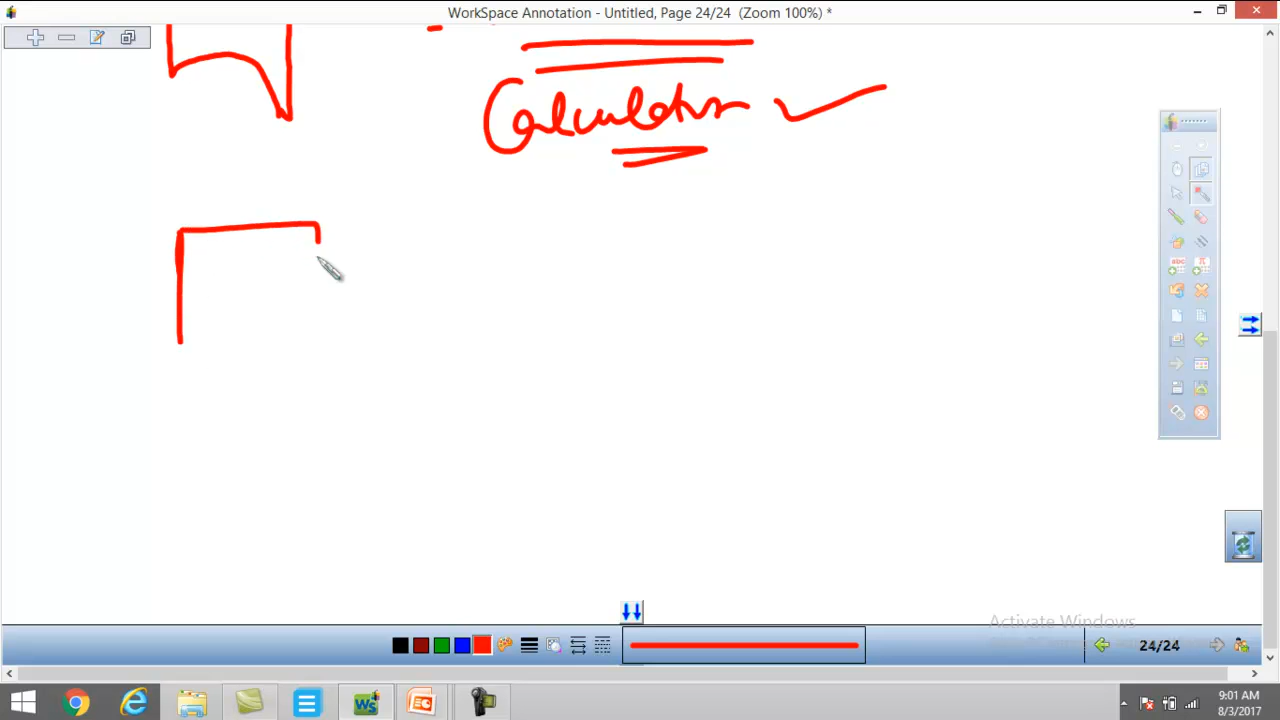 WorkSpace Annotation - Untitled, Page 24/24 (Zoom 100%) *
Calculator
abc
π
Activate Windows
24/24
9:01 AM
8/3/2017